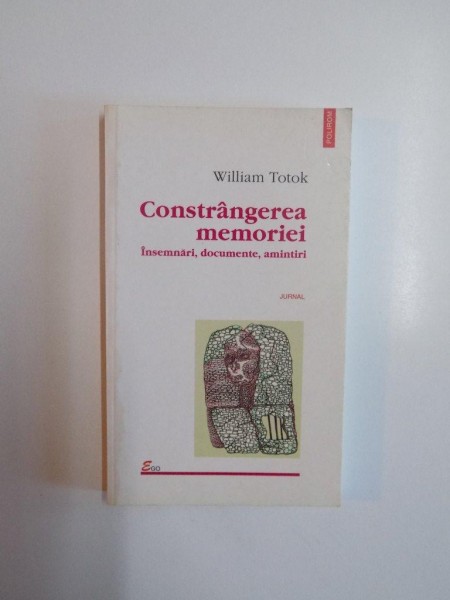 POLIROM
William Totok
Constrângerea
memoriei
Însemnări, documente, amintiri
JURNAL
EGO